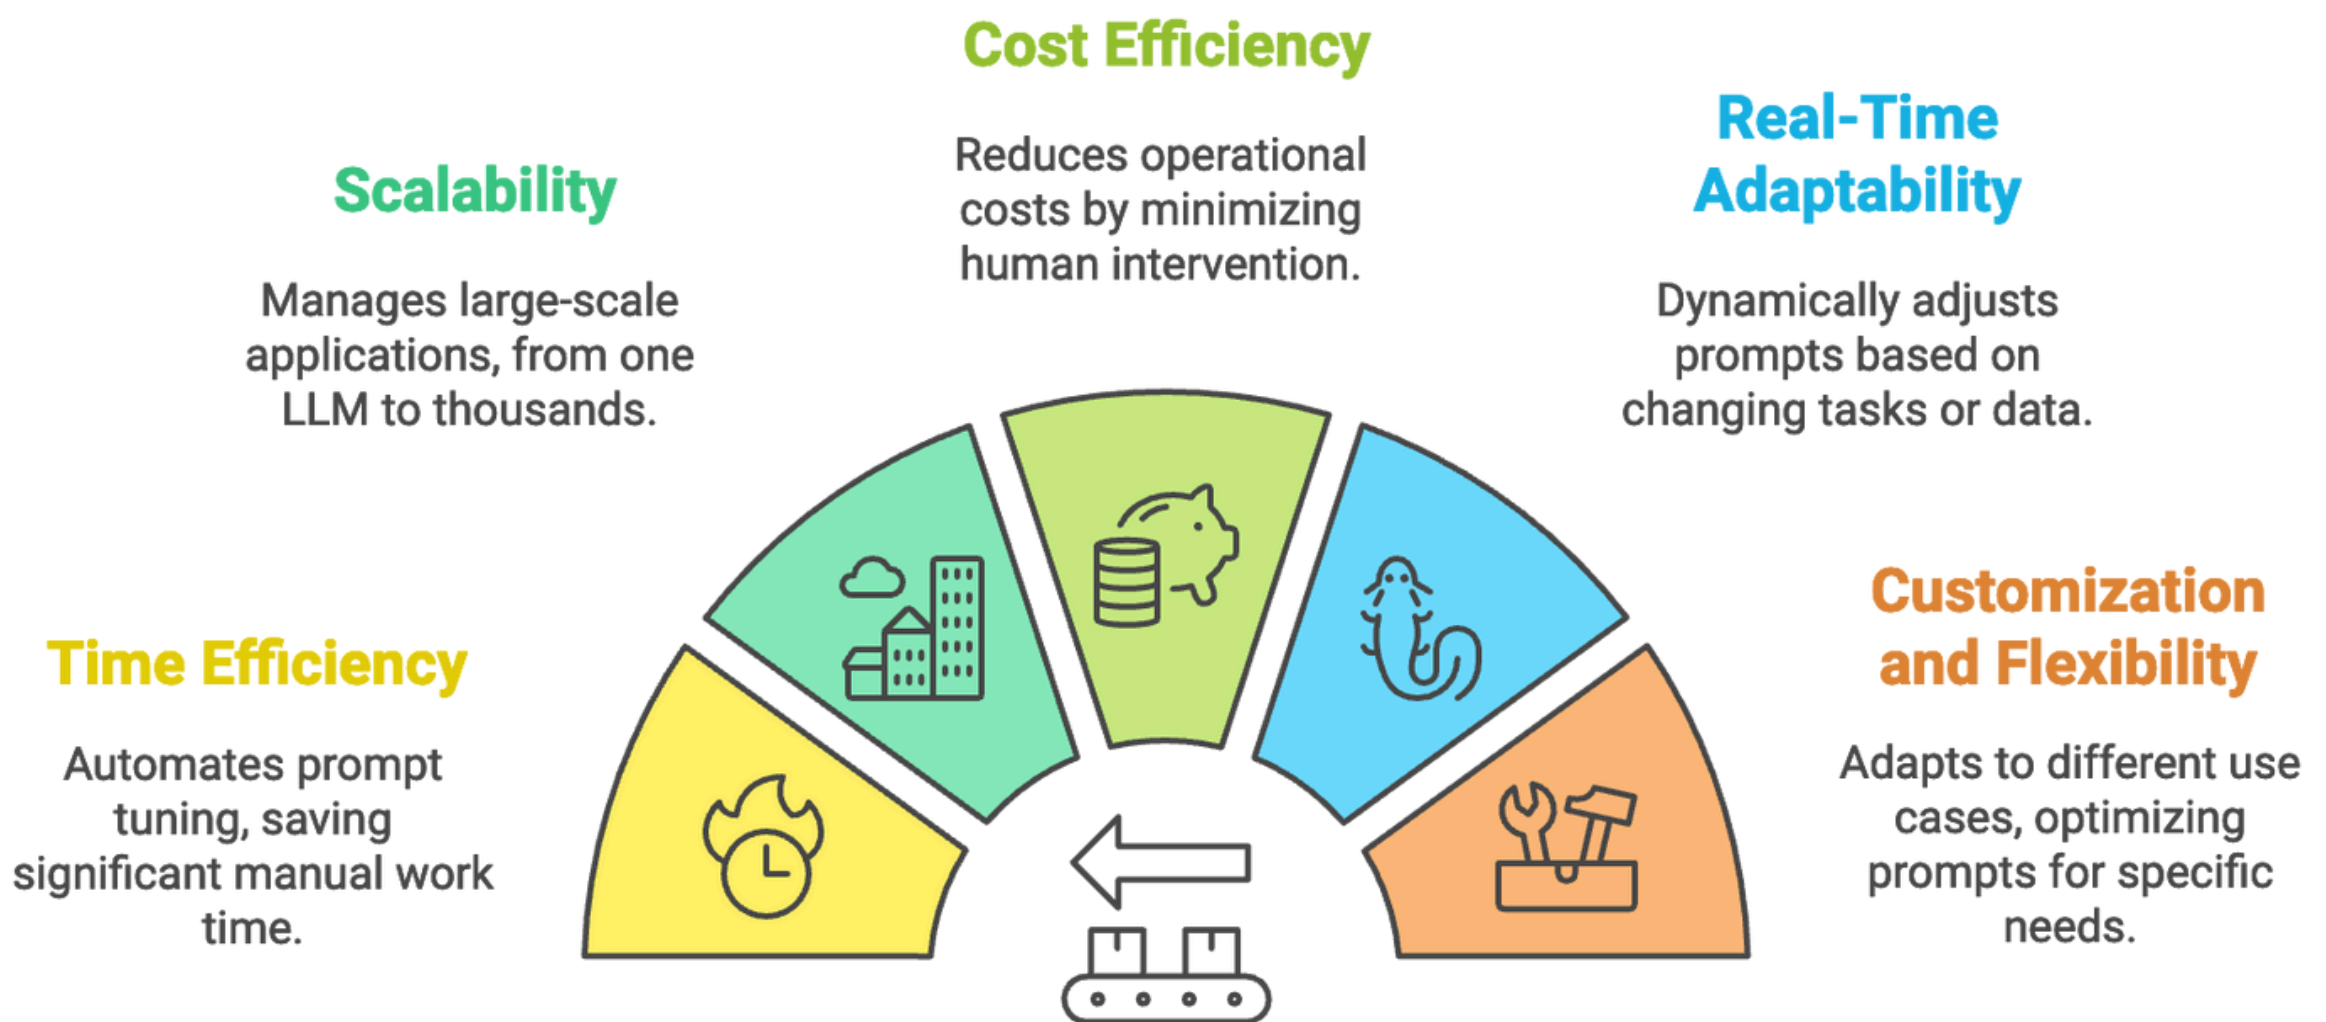 Cost Efficiency
Reduces operational
costs by minimizing
human intervention.
Real-Time
Adaptability
Dynamically adjusts
prompts based on
changing tasks or data.
Scalability
Manages large-scale
applications, from one
LLM to thousands.
Time Efficiency
Automates prompt
tuning, saving
significant manual work
time.
Customization
and Flexibility
Adapts to different use
cases, optimizing
prompts for specific
needs.